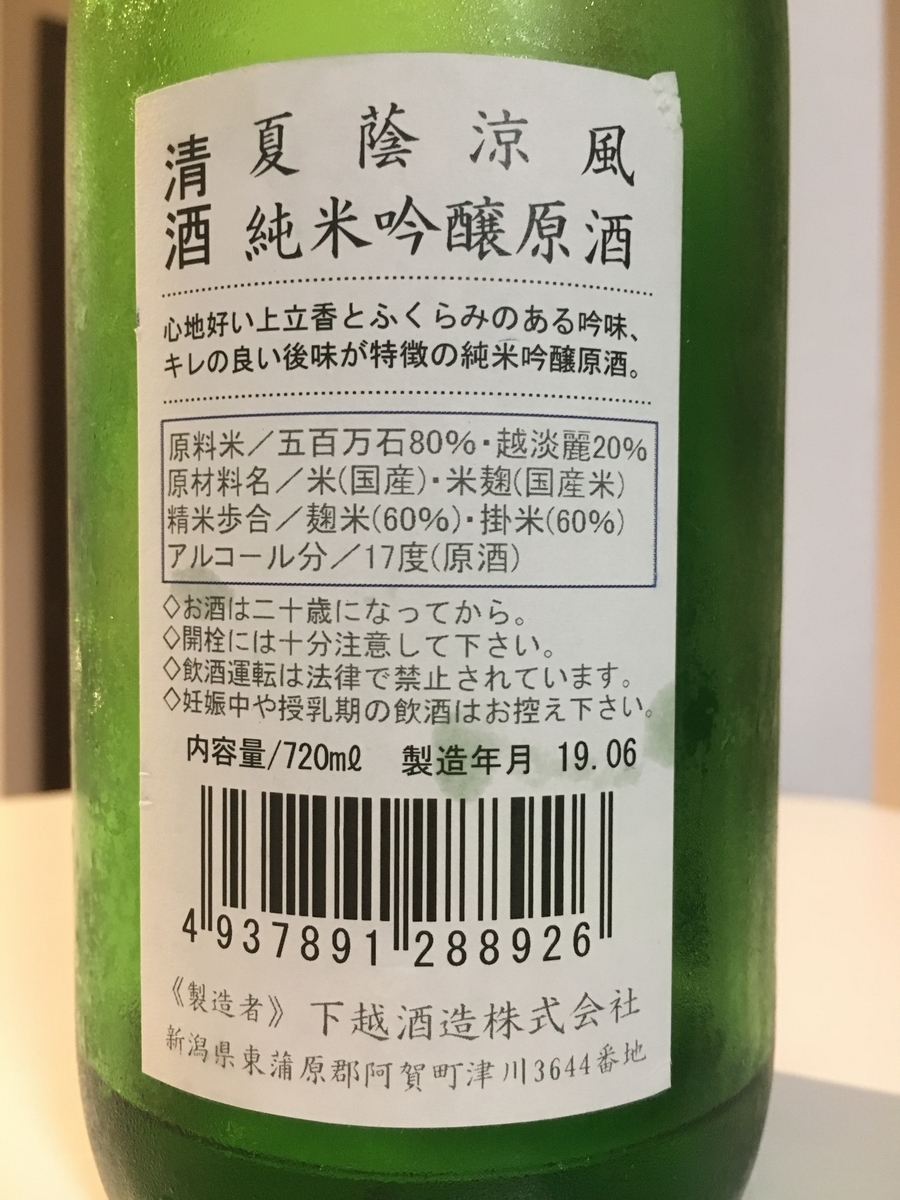 清酒
夏蔭涼風
純米吟醸原酒
心地好い上立香とふくらみのある吟味、
キレの良い後味が特徴の純米吟醸原酒。
原料米／五百万石80%・越淡麗20%
原材料名／米(国産)・米麹(国産米)
精米歩合／麹米(60%)・掛米(60%)
アルコール分／17度(原酒)
◇お酒は二十歳になってから。
◇開栓には十分注意して下さい。
◇飲酒運転は法律で禁止されています。
◇妊娠中や授乳期の飲酒はお控え下さい。
内容量/720mℓ 製造年月 19.06
4 937891 288926
《製造者》 下越酒造株式会社
新潟県東蒲原郡阿賀町津川3644番地